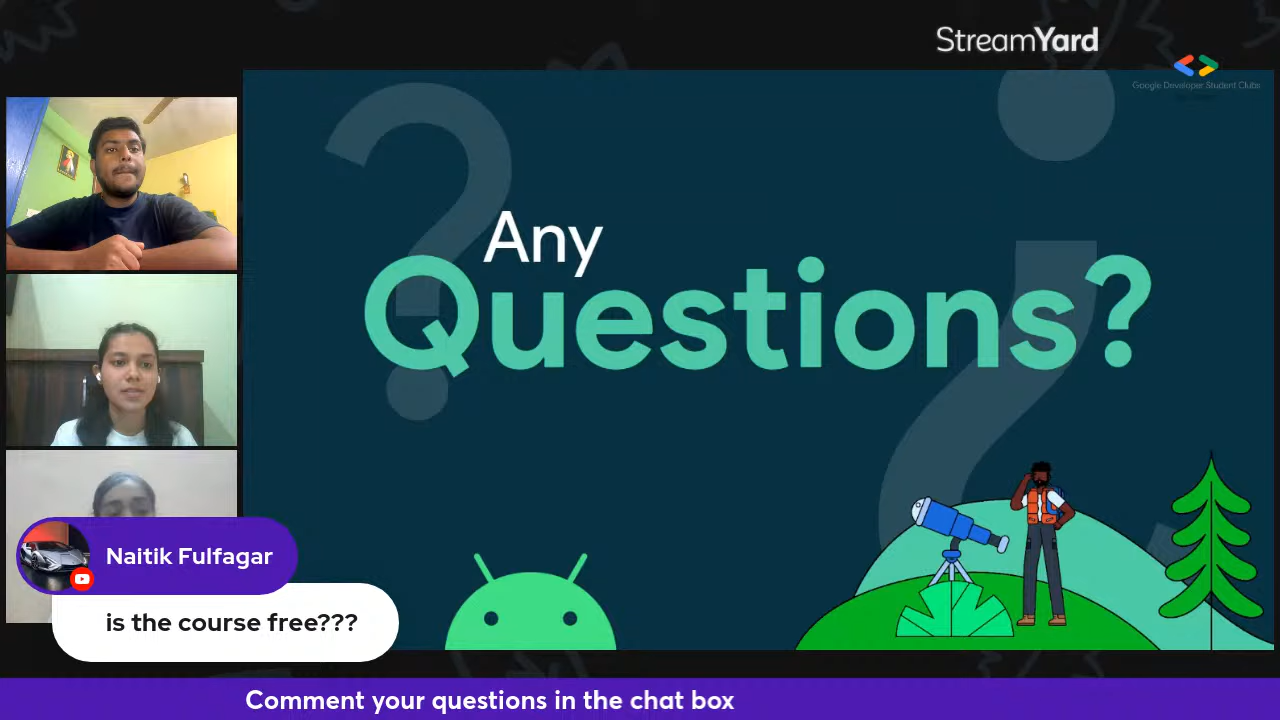 StreamYard
Google Developer Student Clubs
Any
Questions?
Naitik Fulfagar
is the course free???
Comment your questions in the chat box